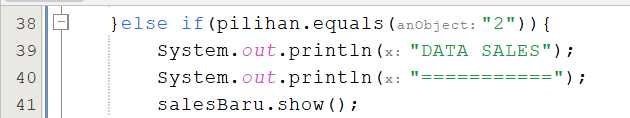 38 }else if(pilihan.equals(anObject: "2")){
39 System.out.println(x: "DATA SALES");
40 System.out.println(x: "===========");
41 salesBaru.show();